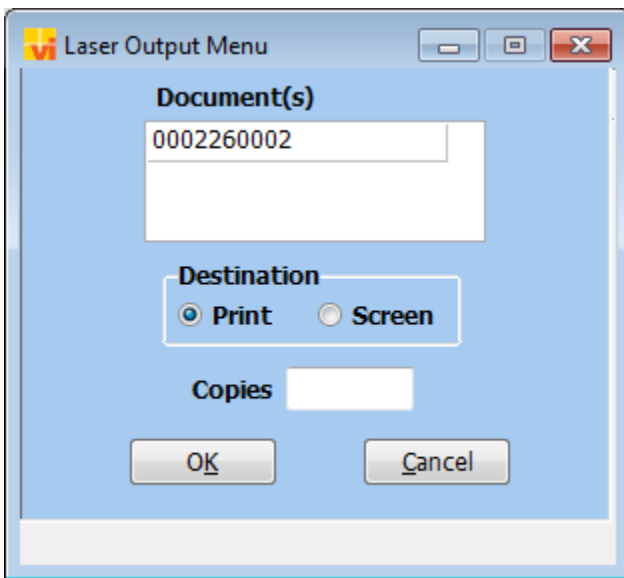 vi Laser Output Menu
Document(s)
0002260002
Destination
Print Screen
Copies
OK Cancel